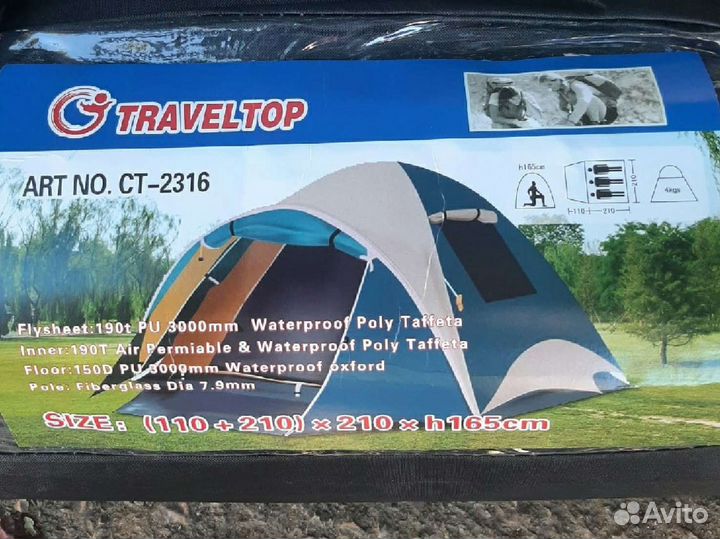 TRAVELTOP
ART NO. CT-2316
h165cm
210
110
210
4kgs
Flysheet:190t PU 3000mm Waterproof Poly Taffeta
Inner:190T Air Permiable & Waterproof Poly Taffeta
Floor:150D PU 3000mm Waterproof oxford
Pole: Fiberglass Dia 7.9mm
SIZE: (110+210)×210×h165cm
Avito